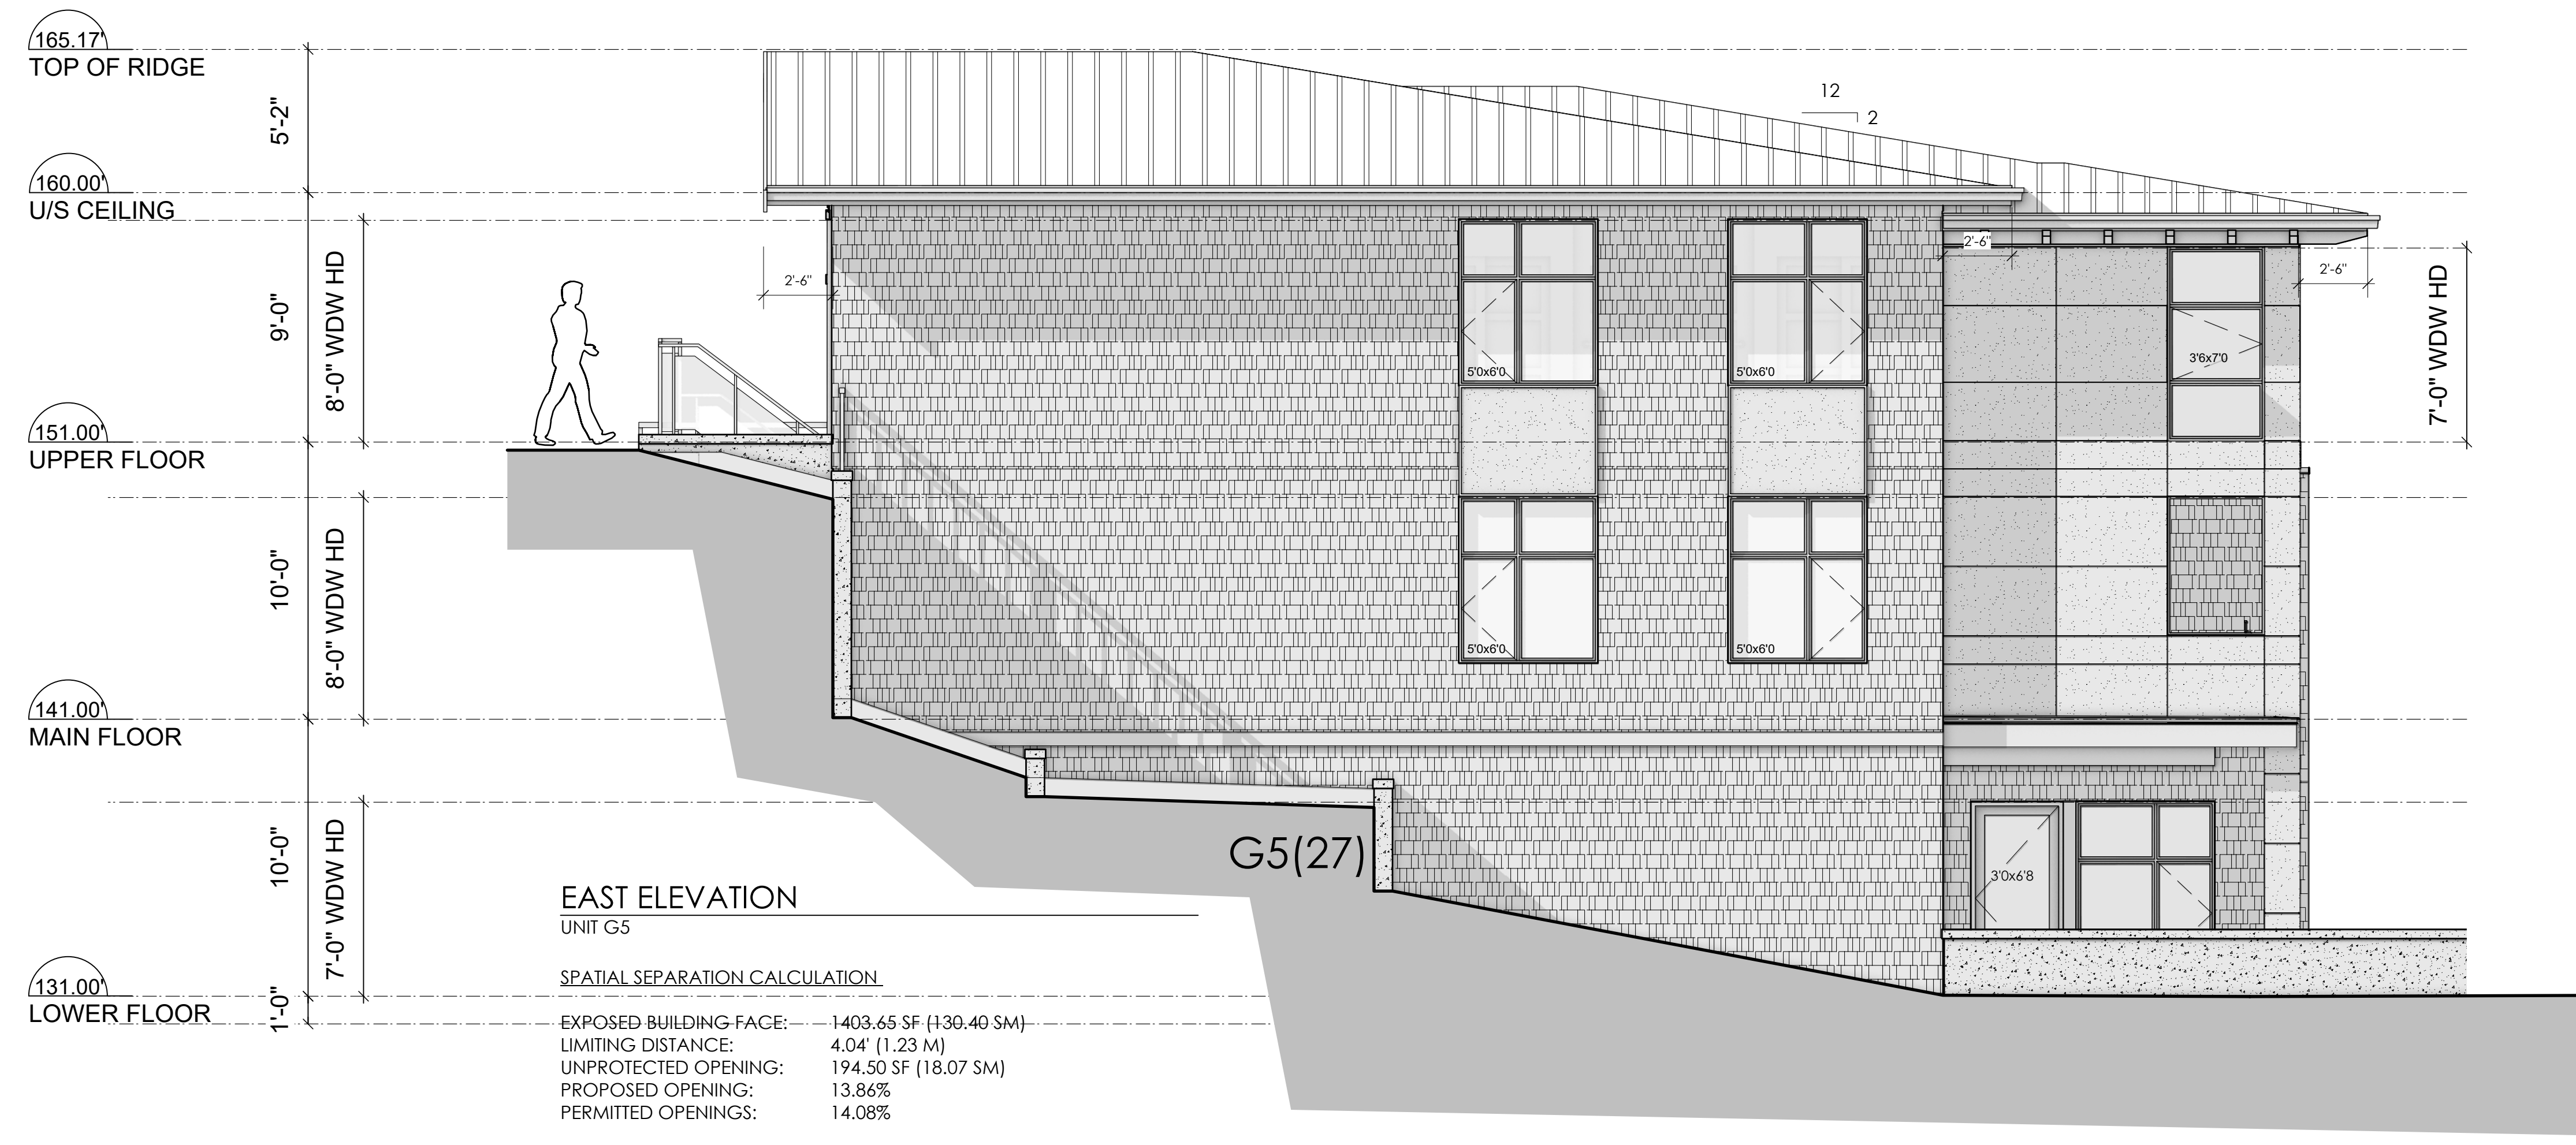 165.17'
TOP OF RIDGE
5'-2"
12
2
160.00'
U/S CEILING
9'-0"
8'-0" WDW HD
2'-6"
2'-6"
2'-6"
7'-0" WDW HD
5'0x6'0
5'0x6'0
3'6x7'0
151.00'
UPPER FLOOR
10'-0"
8'-0" WDW HD
5'0x6'0
5'0x6'0
141.00'
MAIN FLOOR
10'-0"
7'-0" WDW HD
G5(27)
3'0x6'8
131.00'
LOWER FLOOR
1'-0"
EAST ELEVATION
UNIT G5
SPATIAL SEPARATION CALCULATION
EXPOSED BUILDING FACE: 1403.65 SF (130.40 SM)
LIMITING DISTANCE: 4.04' (1.23 M)
UNPROTECTED OPENING: 194.50 SF (18.07 SM)
PROPOSED OPENING: 13.86%
PERMITTED OPENINGS: 14.08%